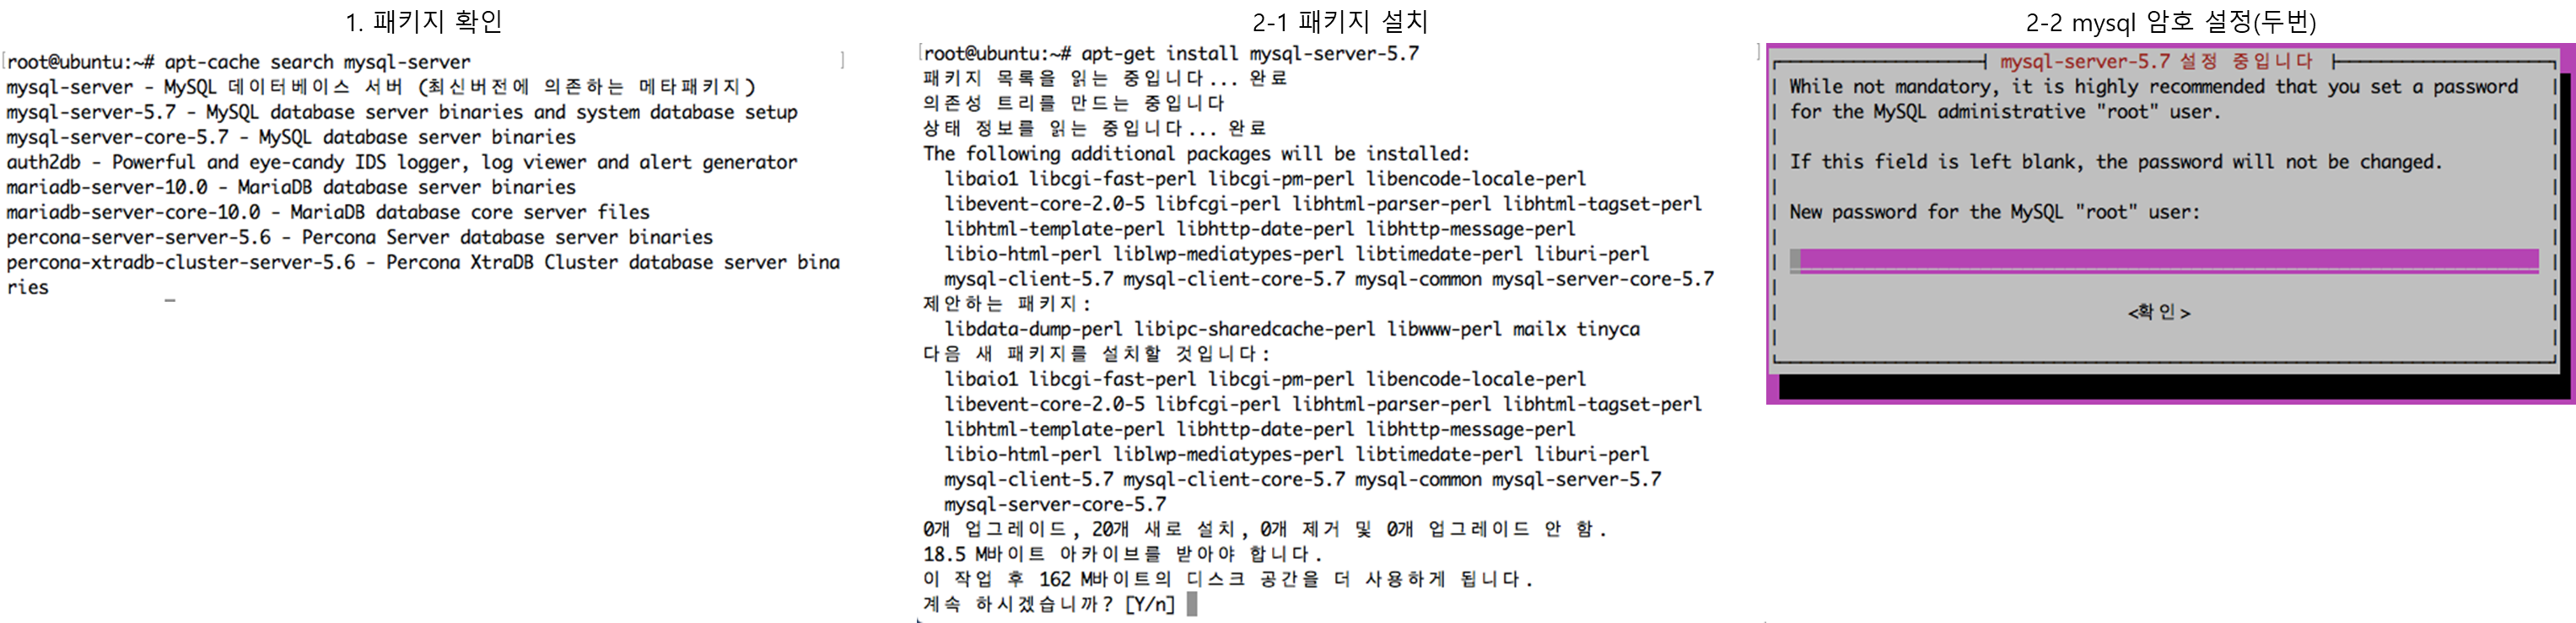 1. 패키지 확인
root@ubuntu:~# apt-cache search mysql-server
mysql-server - MySQL 데이터베이스 서버 (최신버전에 의존하는 메타패키지)
mysql-server-5.7 - MySQL database server binaries and system database setup
mysql-server-core-5.7 - MySQL database server binaries
auth2db - Powerful and eye-candy IDS logger, log viewer and alert generator
mariadb-server-10.0 - MariaDB database server binaries
mariadb-server-core-10.0 - MariaDB database core server files
percona-server-server-5.6 - Percona Server database server binaries
percona-xtradb-cluster-server-5.6 - Percona XtraDB Cluster database server bina
ries
2-1 패키지 설치
root@ubuntu:~# apt-get install mysql-server-5.7
패키지 목록을 읽는 중입니다... 완료
의존성 트리를 만드는 중입니다
상태 정보를 읽는 중입니다... 완료
The following additional packages will be installed:
libaio1 libcgi-fast-perl libcgi-pm-perl libencode-locale-perl
libevent-core-2.0-5 libfcgi-perl libhtml-parser-perl libhtml-tagset-perl
libhtml-template-perl libhttp-date-perl libhttp-message-perl
libio-html-perl liblwp-mediatypes-perl libtimedate-perl liburi-perl
mysql-client-5.7 mysql-client-core-5.7 mysql-common mysql-server-core-5.7
제안하는 패키지:
libdata-dump-perl libipc-sharedcache-perl libwww-perl mailx tinyca
다음 새 패키지를 설치할 것입니다:
libaio1 libcgi-fast-perl libcgi-pm-perl libencode-locale-perl
libevent-core-2.0-5 libfcgi-perl libhtml-parser-perl libhtml-tagset-perl
libhtml-template-perl libhttp-date-perl libhttp-message-perl
libio-html-perl liblwp-mediatypes-perl libtimedate-perl liburi-perl
mysql-client-5.7 mysql-client-core-5.7 mysql-common mysql-server-5.7
mysql-server-core-5.7
0개 업그레이드, 20개 새로 설치, 0개 제거 및 0개 업그레이드 안 함.
18.5 M바이트 아카이브를 받아야 합니다.
이 작업 후 162 M바이트의 디스크 공간을 더 사용하게 됩니다.
계속 하시겠습니까? [Y/n]
2-2 mysql 암호 설정(두번)
mysql-server-5.7 설정 중입니다
While not mandatory, it is highly recommended that you set a password
for the MySQL administrative "root" user.
If this field is left blank, the password will not be changed.
New password for the MySQL "root" user:
<확인>